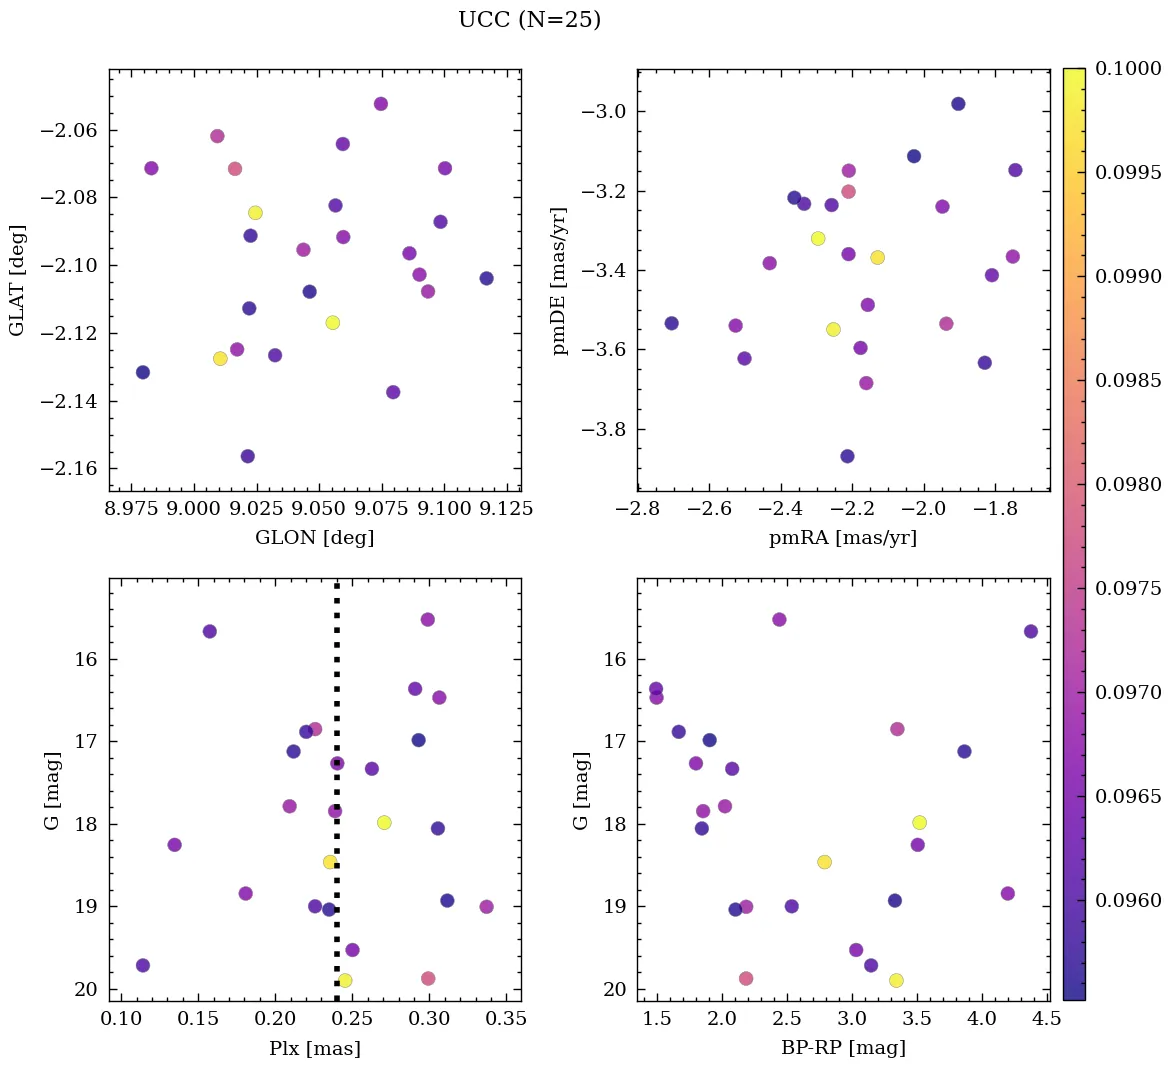 UCC (N=25)
−2.06
−2.08
−2.10
−2.12
−2.14
−2.16
GLAT [deg]
8.975 9.000 9.025 9.050 9.075 9.100 9.125
GLON [deg]
−3.0
−3.2
−3.4
−3.6
−3.8
pmDE [mas/yr]
−2.8 −2.6 −2.4 −2.2 −2.0 −1.8
pmRA [mas/yr]
16
17
18
19
20
G [mag]
0.10 0.15 0.20 0.25 0.30 0.35
Plx [mas]
16
17
18
19
20
G [mag]
1.5 2.0 2.5 3.0 3.5 4.0 4.5
BP-RP [mag]
0.1000
0.0995
0.0990
0.0985
0.0980
0.0975
0.0970
0.0965
0.0960